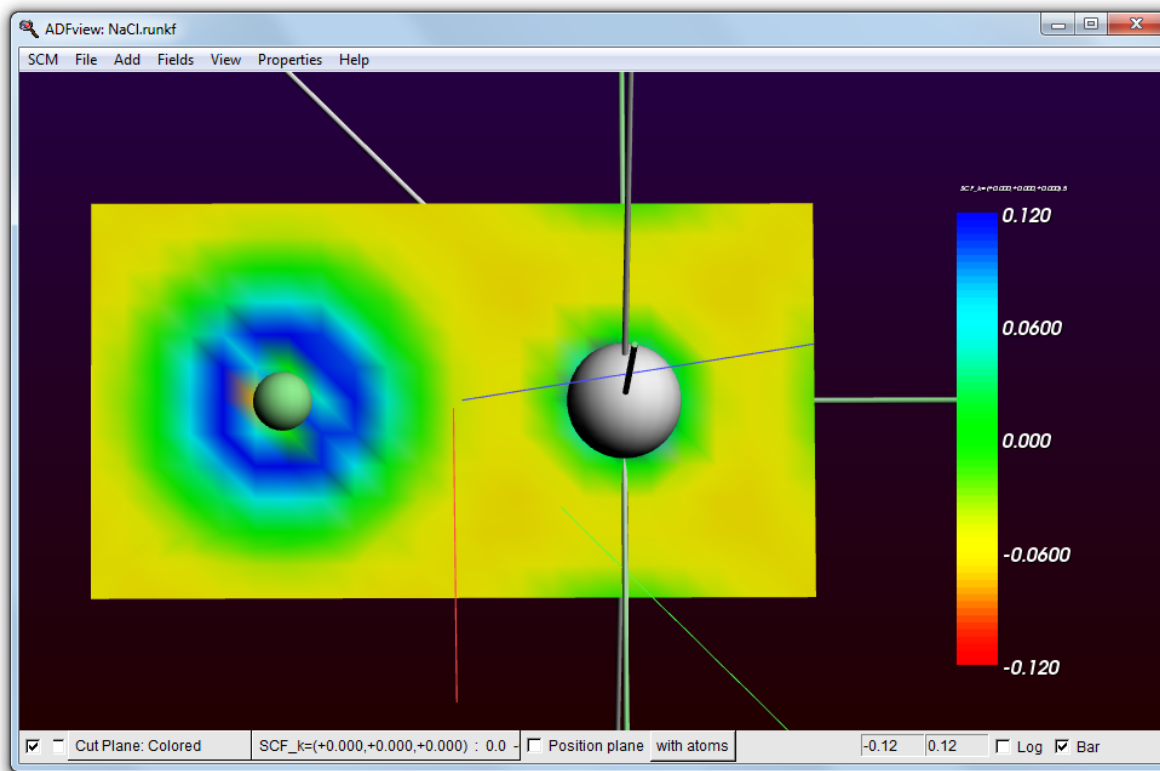 ADFview: NaCl.runkf
SCM File Add Fields View Properties Help
0.120
0.0600
0.000
-0.0600
-0.120
Cut Plane: Colored SCF_k=(+0.000,+0.000,+0.000) : 0.0 - Position plane with atoms -0.12 0.12 Log Bar